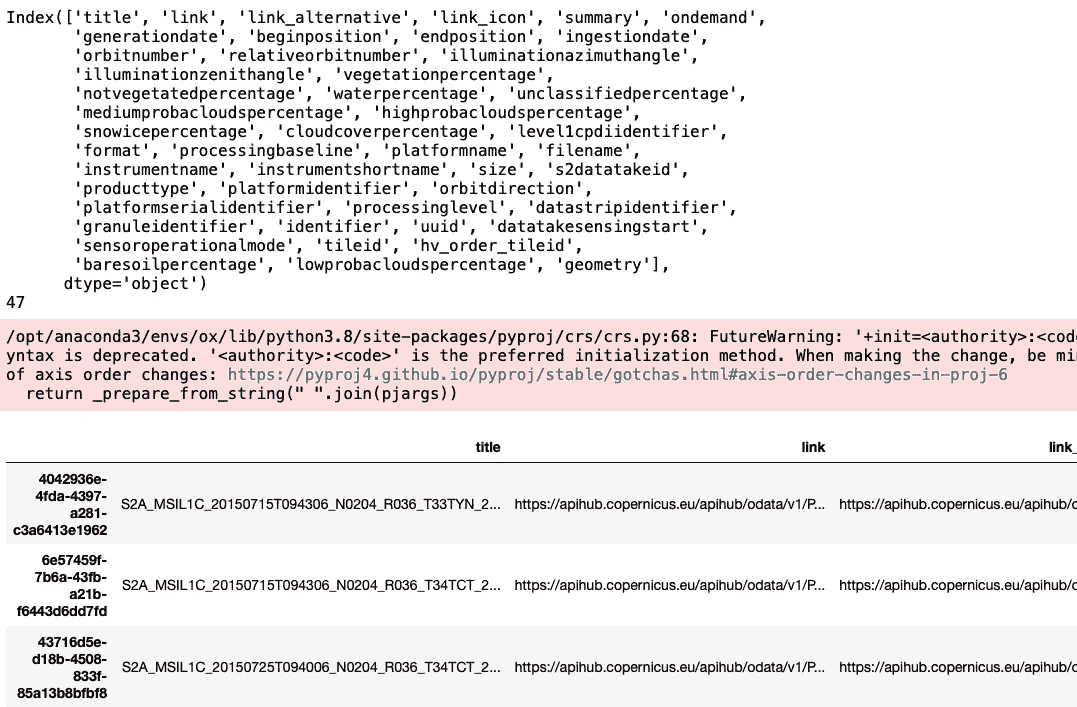 Index(['title', 'link', 'link_alternative', 'link_icon', 'summary', 'ondemand',
'generationdate', 'beginposition', 'endposition', 'ingestiondate',
'orbitnumber', 'relativeorbitnumber', 'illuminationazimuthangle',
'illuminationzenithangle', 'vegetationpercentage',
'notvegetatedpercentage', 'waterpercentage', 'unclassifiedpercentage',
'mediumprobacloudspercentage', 'highprobacloudspercentage',
'snowicepercentage', 'cloudcoverpercentage', 'level1cpdiidentifier',
'format', 'processingbaseline', 'platformname', 'filename',
'instrumentname', 'instrumentshortname', 'size', 's2datatakeid',
'producttype', 'platformidentifier', 'orbitdirection',
'platformserialidentifier', 'processinglevel', 'datastripidentifier',
'granuleidentifier', 'identifier', 'uuid', 'datatakesensingstart',
'sensoroperationalmode', 'tileid', 'hv_order_tileid',
'baresoilpercentage', 'lowprobacloudspercentage', 'geometry'],
dtype='object')
47
/opt/anaconda3/envs/ox/lib/python3.8/site-packages/pyproj/crs/crs.py:68: FutureWarning: '+init=<authority>:<code
yntax is deprecated. '<authority>:<code>' is the preferred initialization method. When making the change, be mi
of axis order changes: https://pyproj4.github.io/pyproj/stable/gotchas.html#axis-order-changes-in-proj-6
return _prepare_from_string(" ".join(pjargs))
title link link_
4042936e-
4fda-4397-
a281-
c3a6413e1962 S2A_MSIL1C_20150715T094306_N0204_R036_T33TYN_2... https://apihub.copernicus.eu/apihub/odata/v1/P... https://apihub.copernicus.eu/apihub/
6e57459f-
7b6a-43fb-
a21b-
f6443d6dd7fd S2A_MSIL1C_20150715T094306_N0204_R036_T34TCT_2... https://apihub.copernicus.eu/apihub/odata/v1/P... https://apihub.copernicus.eu/apihub/
43716d5e-
d18b-4508-
833f-
85a13b8bfbf8 S2A_MSIL1C_20150725T094006_N0204_R036_T34TCT_2... https://apihub.copernicus.eu/apihub/odata/v1/P... https://apihub.copernicus.eu/apihub/